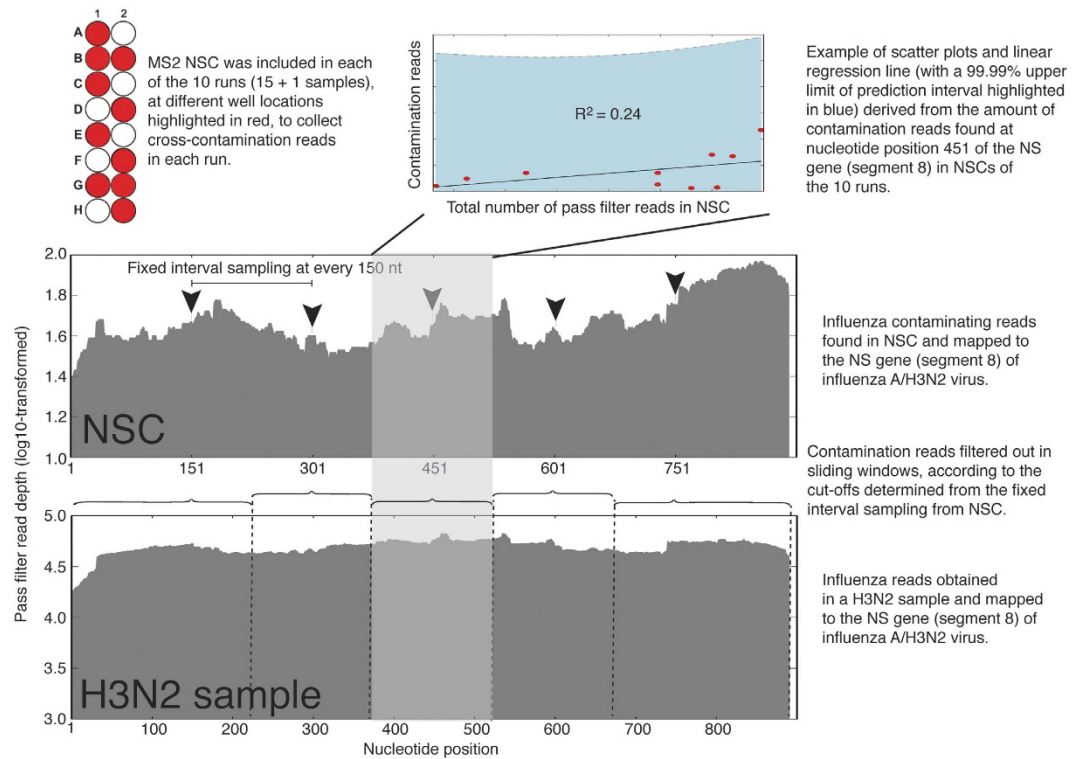 1 2
A
B
C
D
E
F
G
H
MS2 NSC was included in each
of the 10 runs (15 + 1 samples),
at different well locations
highlighted in red, to collect
cross-contamination reads
in each run.
Contamination reads
R² = 0.24
Total number of pass filter reads in NSC
Example of scatter plots and linear
regression line (with a 99.99% upper
limit of prediction interval highlighted
in blue) derived from the amount of
contamination reads found at
nucleotide position 451 of the NS
gene (segment 8) in NSCs of
the 10 runs.
Pass filter read depth (log10-transformed)
2.0
1.8
1.6
1.4
1.2
1.0
Fixed interval sampling at every 150 nt
NSC
1 151 301 451 601 751
Influenza contaminating reads
found in NSC and mapped to
the NS gene (segment 8) of
influenza A/H3N2 virus.
Contamination reads filtered out in
sliding windows, according to the
cut-offs determined from the fixed
interval sampling from NSC.
5.0
4.5
4.0
3.5
3.0
H3N2 sample
1 100 200 300 400 500 600 700 800
Nucleotide position
Influenza reads obtained
in a H3N2 sample and mapped
to the NS gene (segment 8) of
influenza A/H3N2 virus.